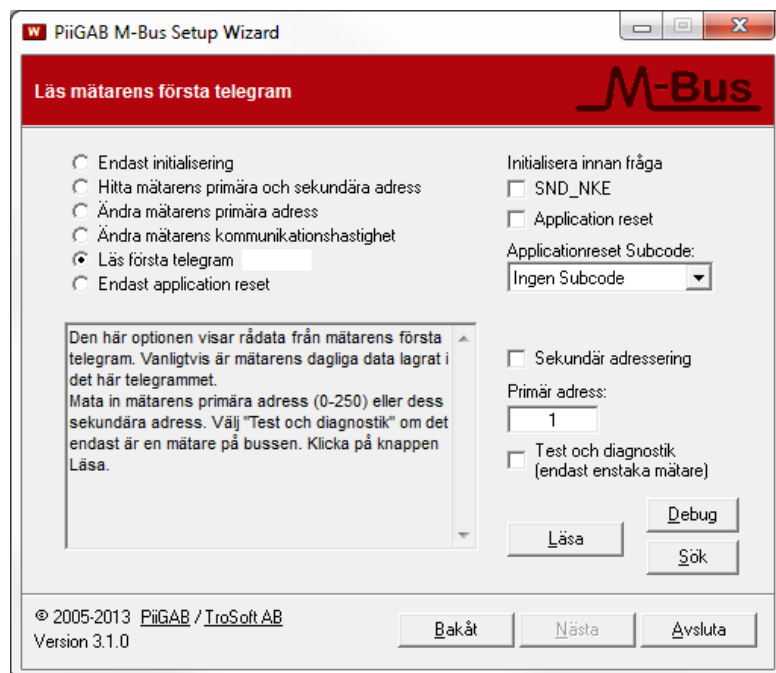 PiiGAB M-Bus Setup Wizard
Läs mätarens första telegram
M-Bus
Endast initialisering
Hitta mätarens primära och sekundära adress
Ändra mätarens primära adress
Ändra mätarens kommunikationshastighet
Läs första telegram
Endast application reset
Initialisera innan fråga
SND_NKE
Application reset
Applicationreset Subcode:
Ingen Subcode
Den här optionen visar rådata från mätarens första
telegram. Vanligtvis är mätarens dagliga data lagrat i
det här telegrammet.
Mata in mätarens primära adress (0-250) eller dess
sekundära adress. Välj "Test och diagnostik" om det
endast är en mätare på bussen. Klicka på knappen
Läsa.
Sekundär adressering
Primär adress:
1
Test och diagnostik
(endast enstaka mätare)
Debug
Läsa
Sök
© 2005-2013 PiiGAB / TroSoft AB
Version 3.1.0
Bakåt
Nästa
Avsluta